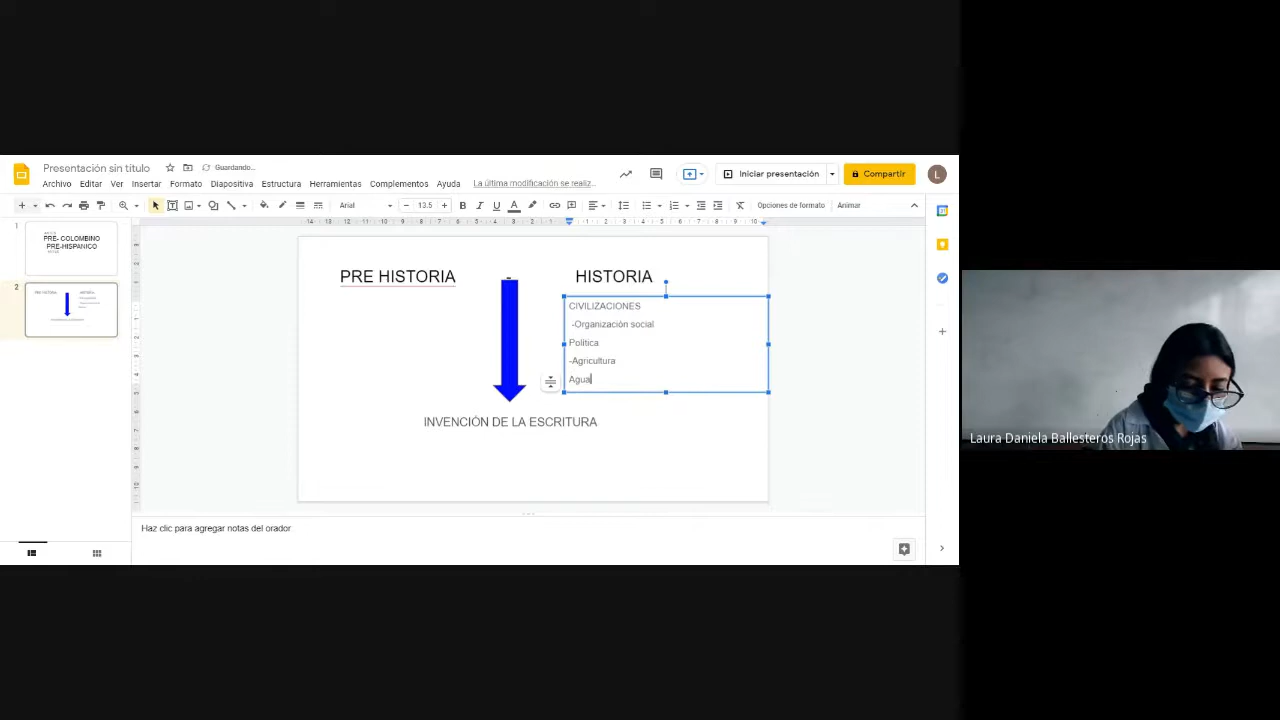 Presentación sin título
Guardando...
Archivo Editar Ver Insertar Formato Diapositiva Estructura Herramientas Complementos Ayuda La última modificación se realiz...
Iniciar presentación
Compartir
L
Arial
13.5
Opciones de formato
Animar
1
PRE- COLOMBINO
PRE-HISPANICO
2
PRE HISTORIA
HISTORIA
CIVILIZACIONES
-Organización social
Política
-Agricultura
Agua
INVENCIÓN DE LA ESCRITURA
Haz clic para agregar notas del orador
Laura Daniela Ballesteros Rojas